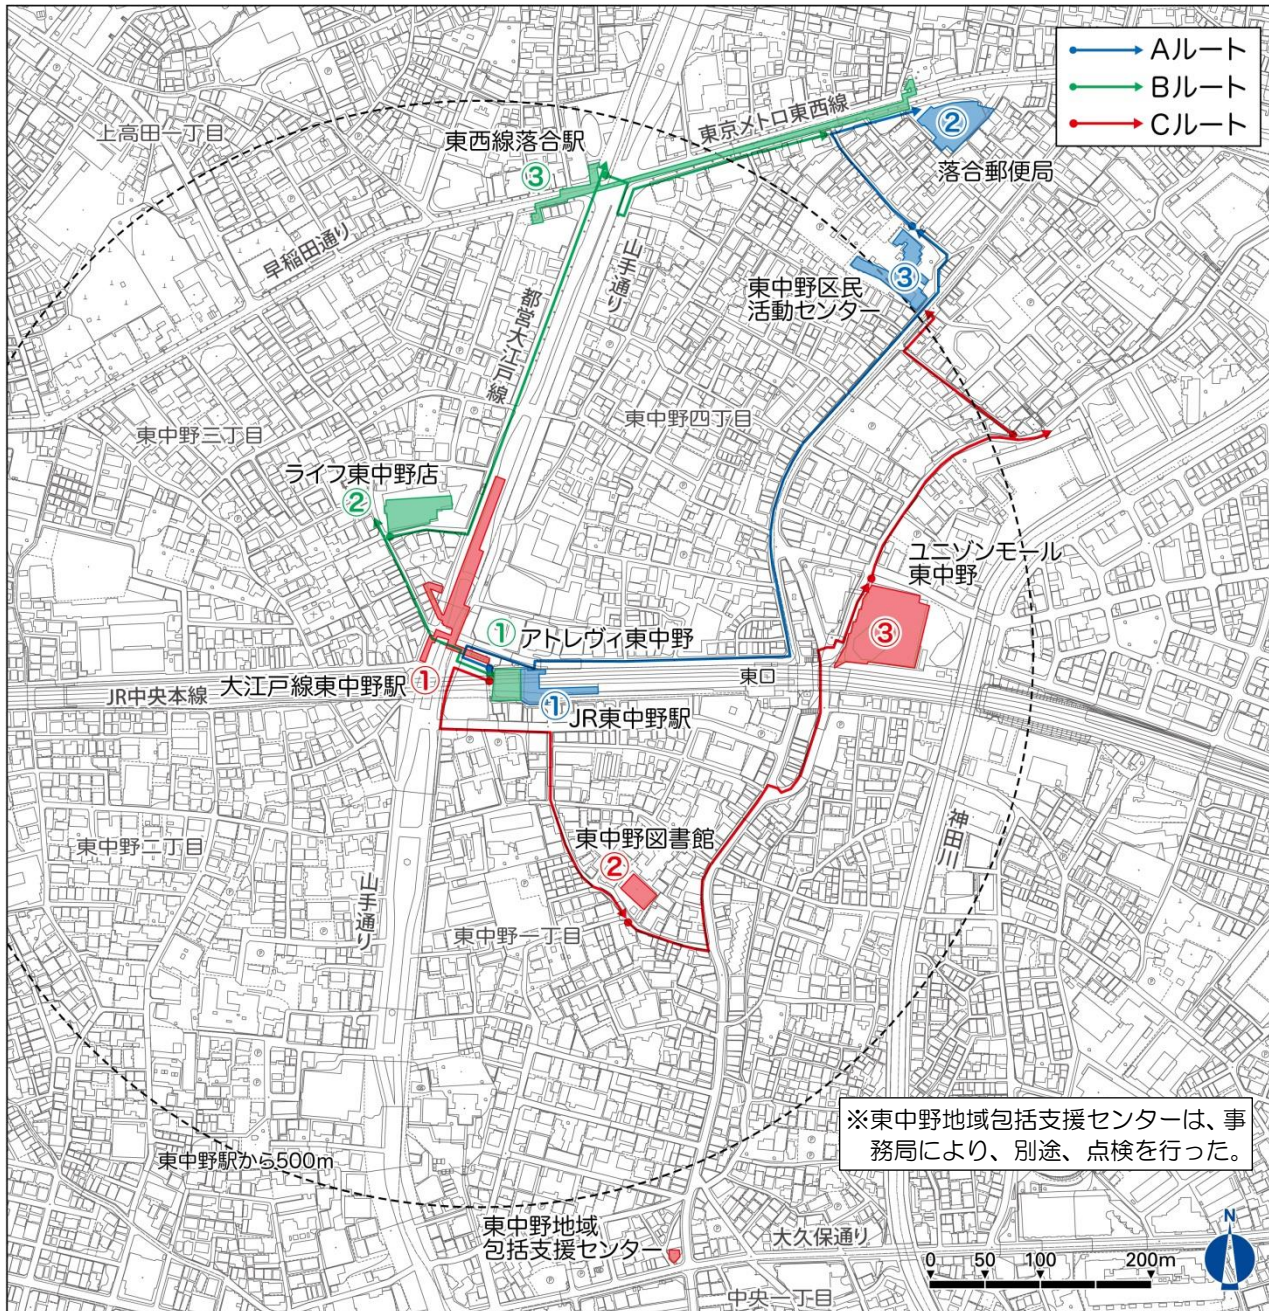 Aルート
Bルート
Cルート
上高田一丁目
東西線落合駅
③
東京メトロ東西線
②
落合郵便局
早稲田通り
山手通り
都営大江戸線
東中野区民
活動センター
③
東中野三丁目
東中野四丁目
ライフ東中野店
②
ユニゾンモール
東中野
③
①
アトレヴィ東中野
大江戸線東中野駅
①
東口
JR中央本線
①
JR東中野駅
東中野二丁目
東中野図書館
②
神田川
山手通り
東中野一丁目
※東中野地域包括支援センターは、事
務局により、別途、点検を行った。
東中野駅から500m
東中野地域
包括支援センター
大久保通り
中央一丁目
N
0 50 100 200m